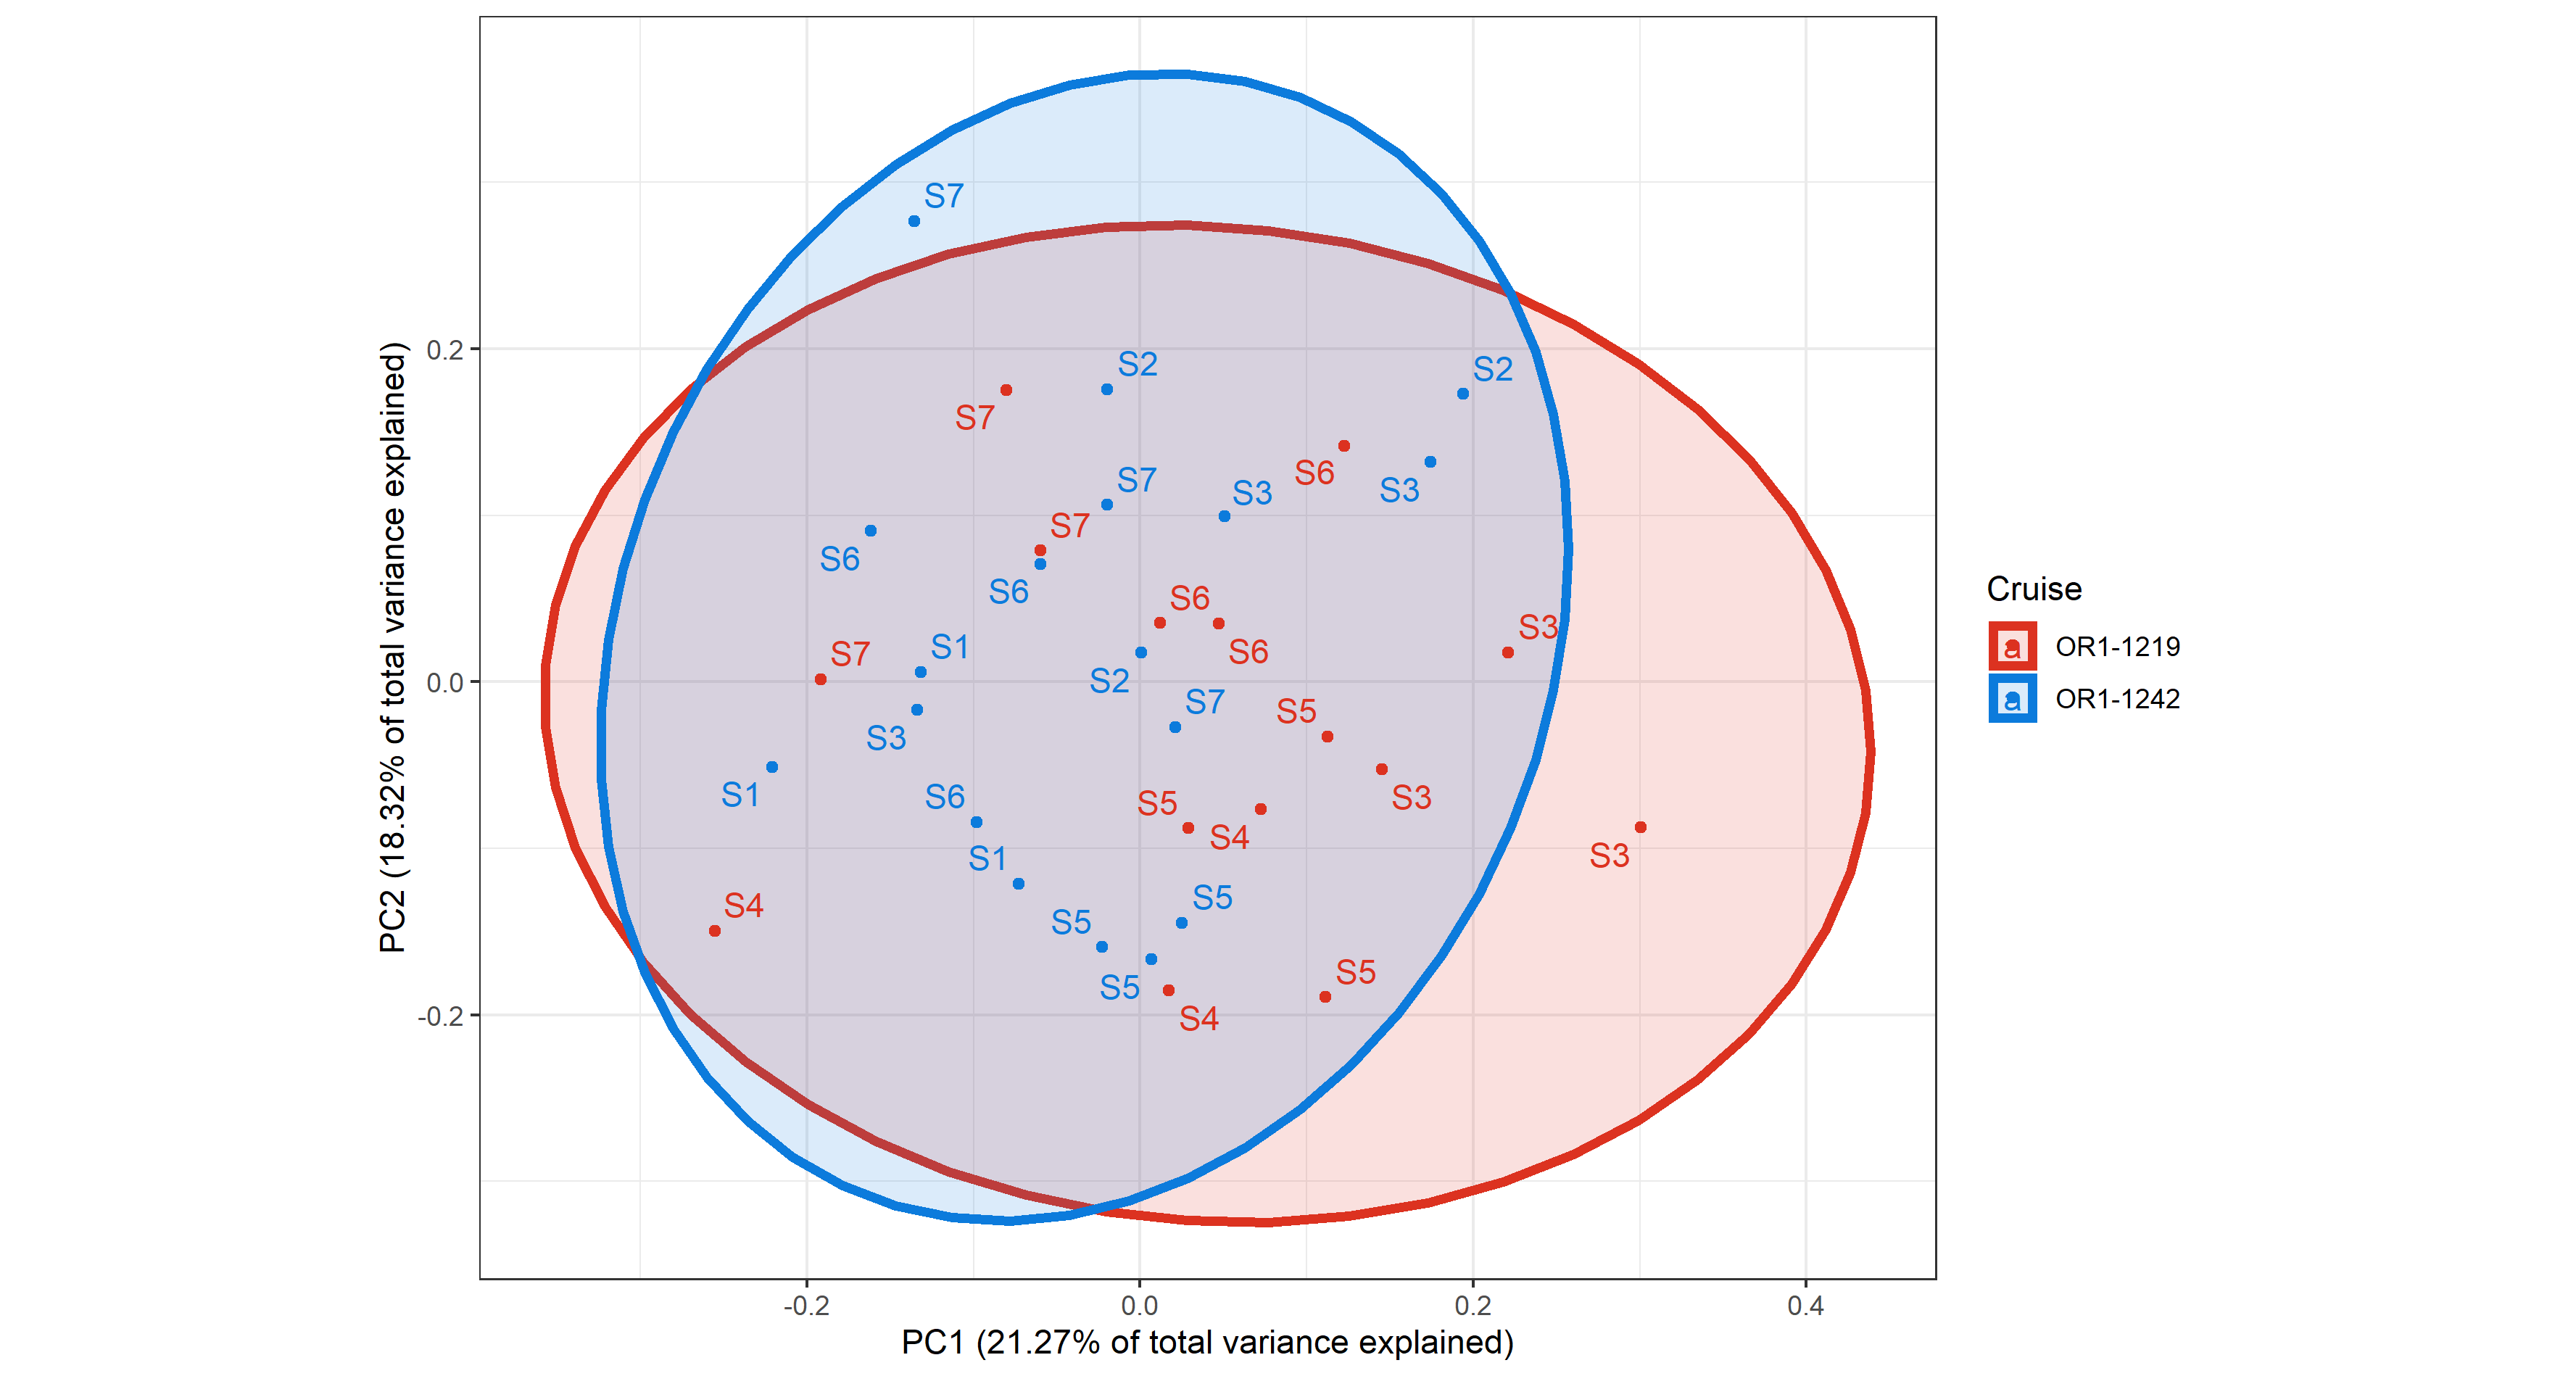 S7
S2
S2
S7
S6
S3
S7
S3
S7
S6
S6
S6
S3
S6
S1
S7
S6
S2
S7
S5
S3
S1
S6
S3
S5
S4
S3
S1
S4
S5
S5
S5
S5
S4
0.2
0.0
-0.2
-0.2
0.0
0.2
0.4
PC1 (21.27% of total variance explained)
PC2 (18.32% of total variance explained)
Cruise
a OR1-1219
a OR1-1242